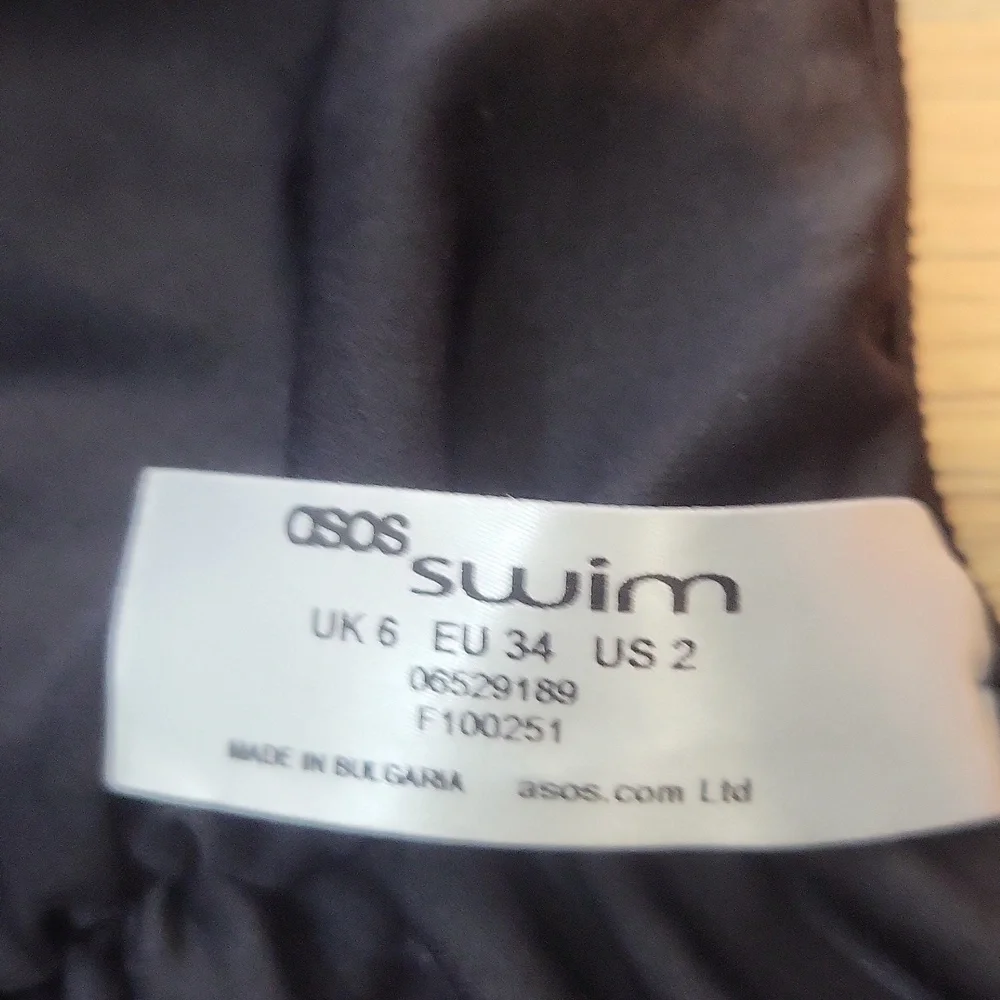 asos
swim
UK 6 EU 34 US 2
06529189
F100251
MADE IN BULGARIA asos.com Ltd